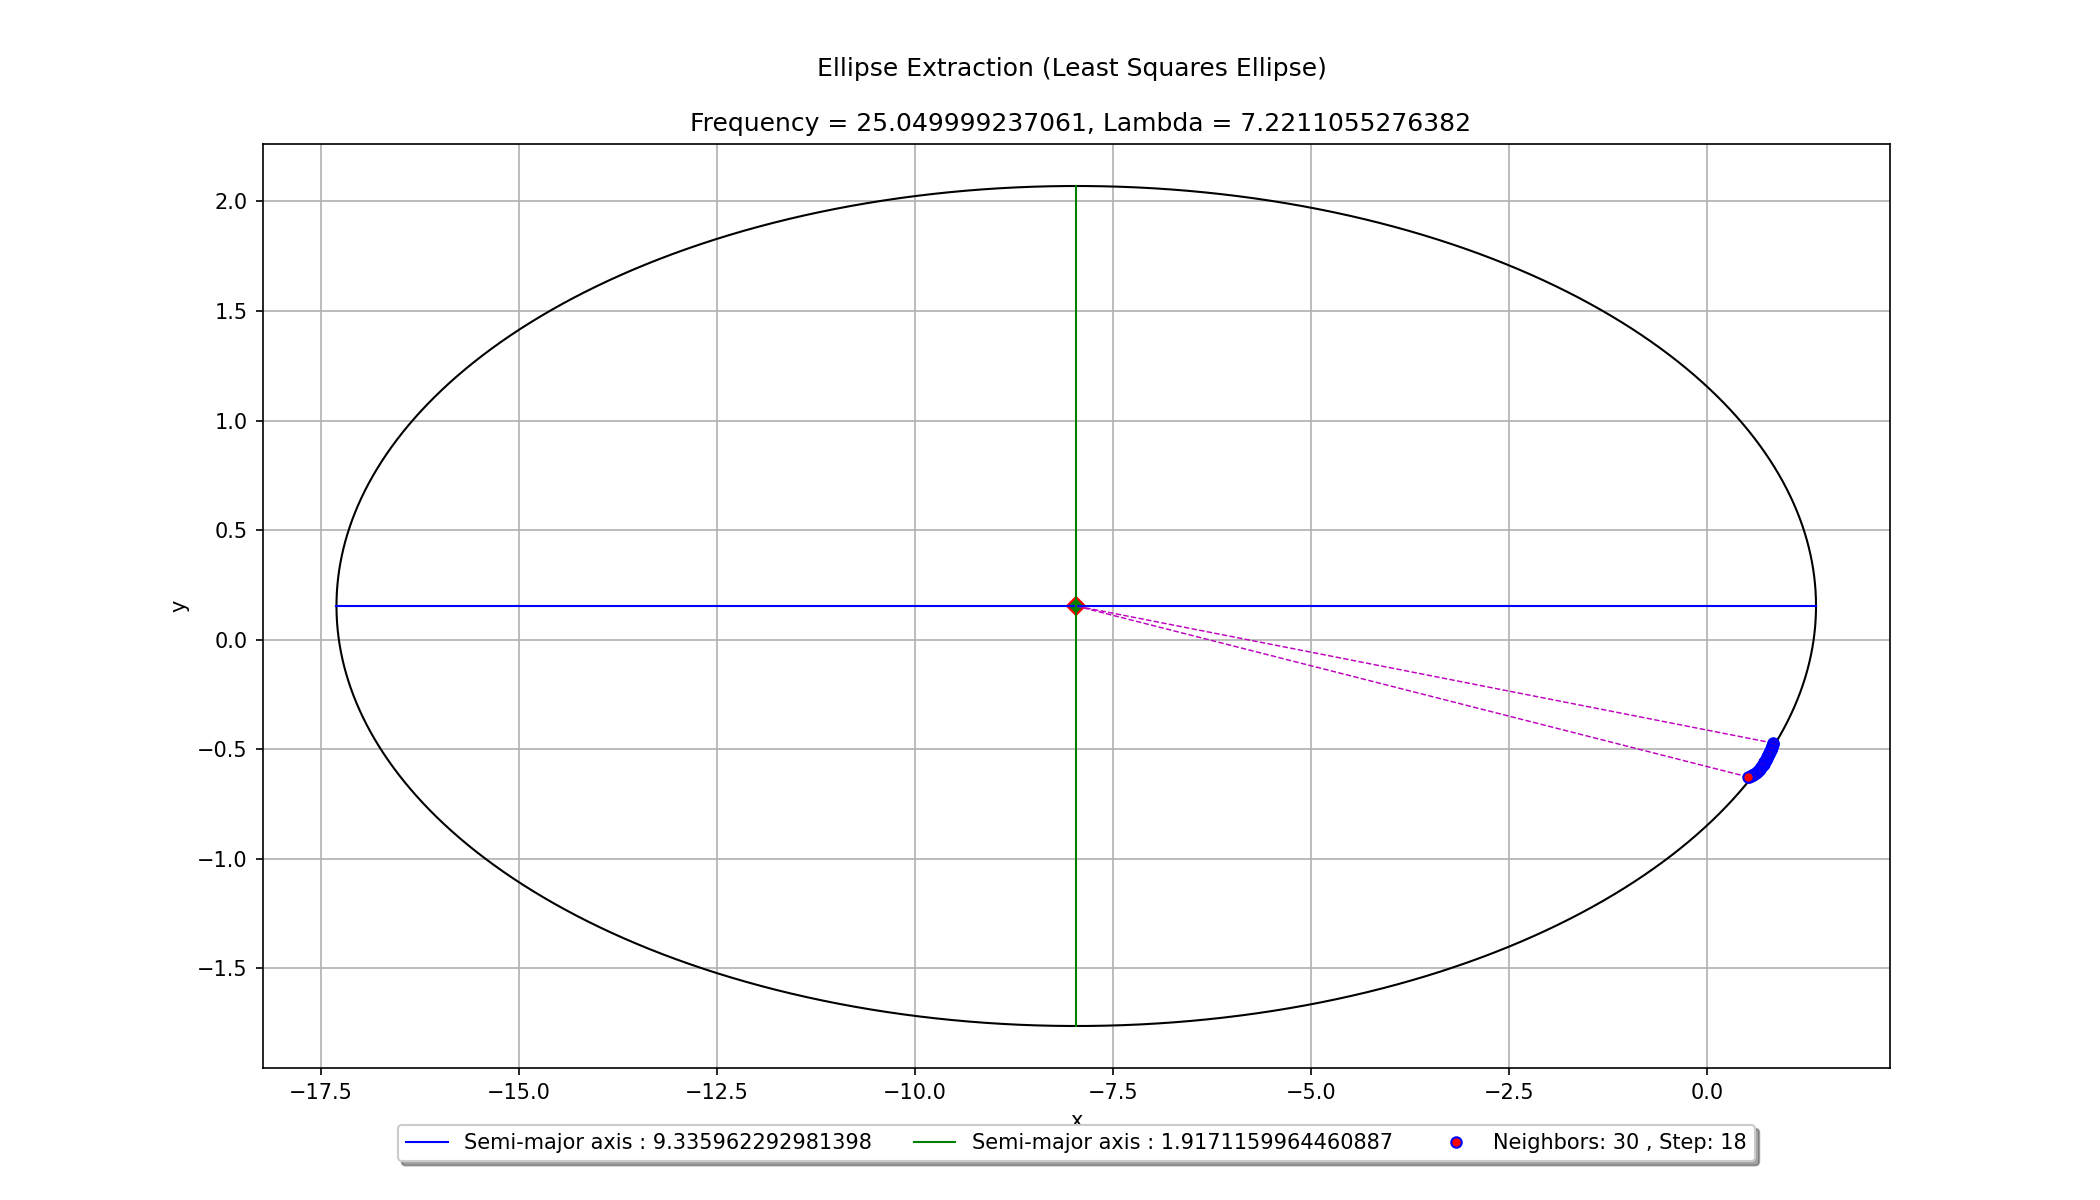 Ellipse Extraction (Least Squares Ellipse)
Frequency = 25.049999237061, Lambda = 7.2211055276382
2.0
1.5
1.0
0.5
0.0
−0.5
−1.0
−1.5
y
−17.5 −15.0 −12.5 −10.0 −7.5 −5.0 −2.5 0.0
x
Semi-major axis : 9.335962292981398 Semi-major axis : 1.9171159964460887 Neighbors: 30 , Step: 18